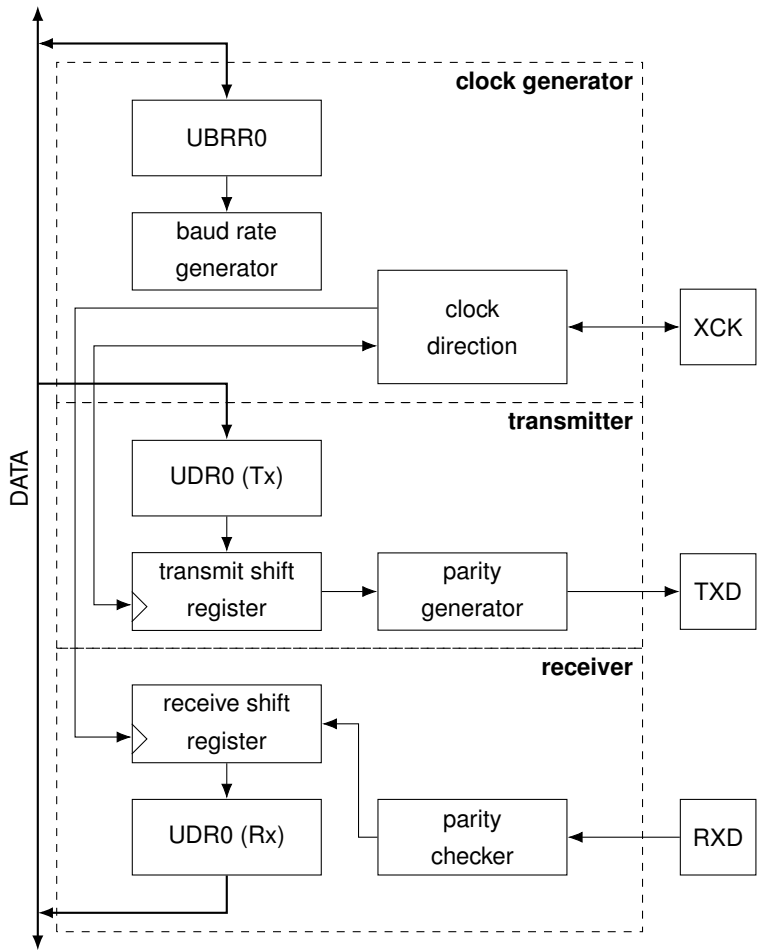 clock generator
UBRR0
baud rate
generator
clock
direction
XCK
transmitter
DATA
UDR0 (Tx)
transmit shift
register
parity
generator
TXD
receiver
receive shift
register
UDR0 (Rx)
parity
checker
RXD